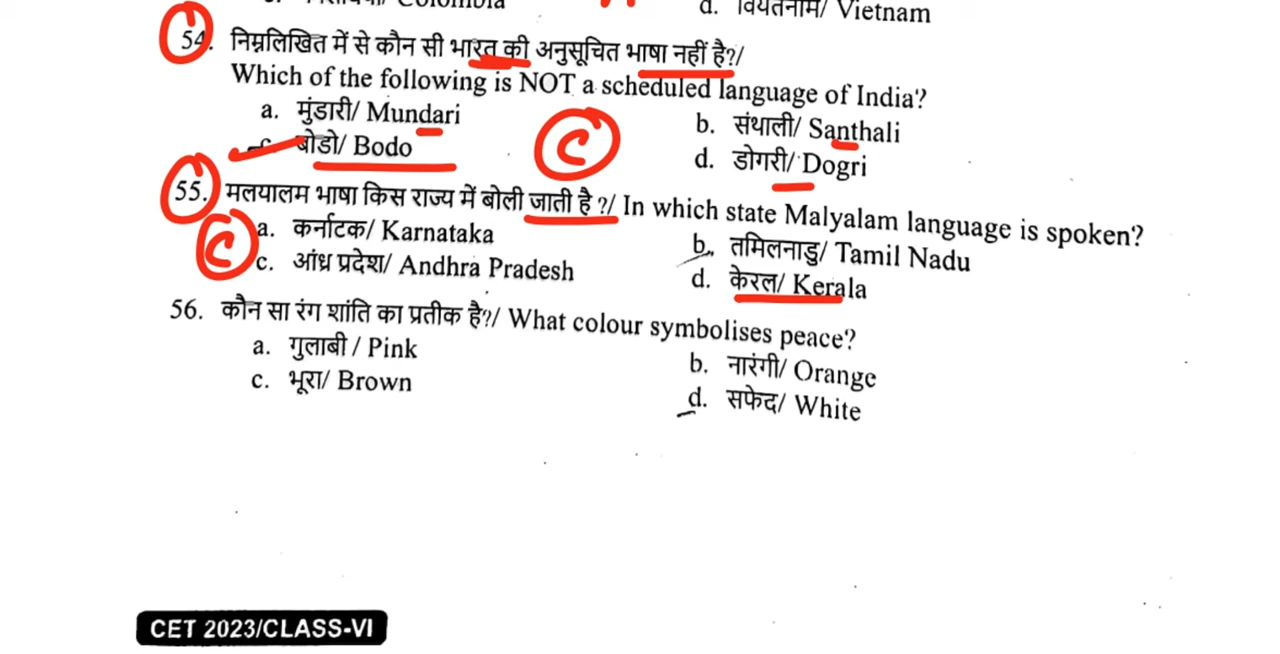 d. वियतनाम/ Vietnam
54. निम्नलिखित में से कौन सी भारत की अनुसूचित भाषा नहीं है?/
Which of the following is NOT a scheduled language of India?
a. मुंडारी/ Mundari
b. संथाली/ Santhali
बोडो/ Bodo
d. डोगरी/ Dogri
C
55. मलयालम भाषा किस राज्य में बोली जाती है ?/ In which state Malyalam language is spoken?
a. कर्नाटक/ Karnataka
b. तमिलनाडु/ Tamil Nadu
C
c. आंध्र प्रदेश/ Andhra Pradesh
d. केरल/ Kerala
56. कौन सा रंग शांति का प्रतीक है?/ What colour symbolises peace?
a. गुलाबी / Pink
b. नारंगी/ Orange
c. भूरा/ Brown
d. सफेद/ White
CET 2023/CLASS-VI